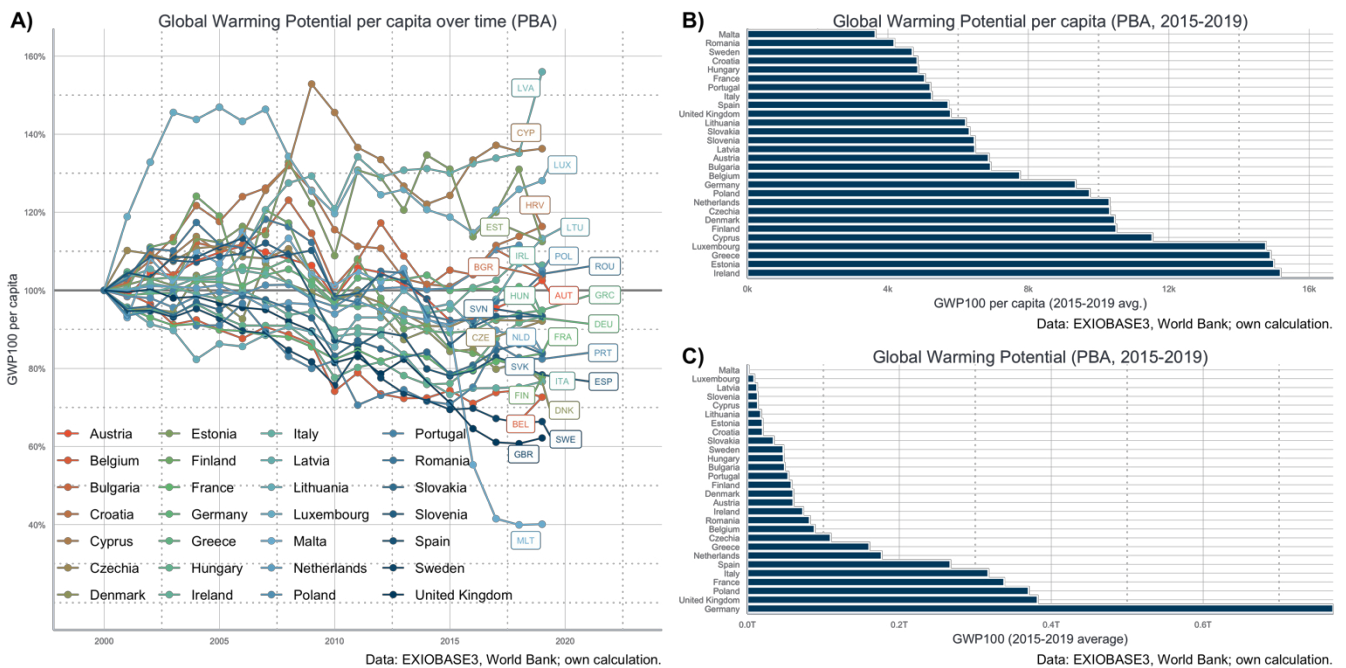 A)
Global Warming Potential per capita over time (PBA)
GWP100 per capita
160%
140%
120%
100%
80%
60%
40%
LVA
CYP
LUX
HRV
EST
LTU
IRL
POL
BGR
ROU
HUN
AUT
GRC
SVN
DEU
CZE
NLD
FRA
PRT
SVK
ITA
ESP
FIN
DNK
BEL
SWE
GBR
MLT
Austria
Estonia
Italy
Portugal
Belgium
Finland
Latvia
Romania
Bulgaria
France
Lithuania
Slovakia
Croatia
Germany
Luxembourg
Slovenia
Cyprus
Greece
Malta
Spain
Czechia
Hungary
Netherlands
Sweden
Denmark
Ireland
Poland
United Kingdom
2000
2005
2010
2015
2020
Data: EXIOBASE3, World Bank; own calculation.
B)
Global Warming Potential per capita (PBA, 2015-2019)
Malta
Romania
Sweden
Croatia
Hungary
France
Portugal
Italy
Spain
United Kingdom
Lithuania
Slovakia
Slovenia
Latvia
Austria
Bulgaria
Belgium
Germany
Poland
Netherlands
Czechia
Denmark
Finland
Cyprus
Luxembourg
Greece
Estonia
Ireland
0k
4k
8k
12k
16k
GWP100 per capita (2015-2019 avg.)
Data: EXIOBASE3, World Bank; own calculation.
C)
Global Warming Potential (PBA, 2015-2019)
Malta
Luxembourg
Latvia
Slovenia
Cyprus
Lithuania
Estonia
Croatia
Slovakia
Sweden
Hungary
Bulgaria
Portugal
Finland
Denmark
Austria
Ireland
Romania
Belgium
Czechia
Greece
Netherlands
Spain
Italy
France
Poland
United Kingdom
Germany
0.0T
0.2T
0.4T
0.6T
GWP100 (2015-2019 average)
Data: EXIOBASE3, World Bank; own calculation.